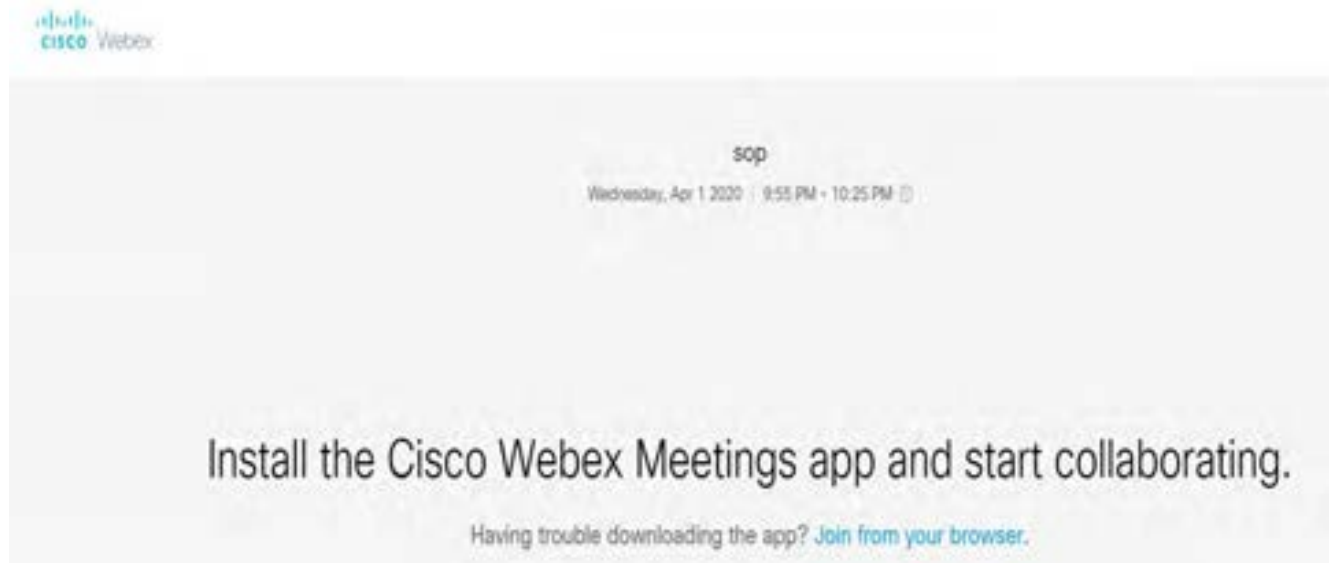 CISCO Webex
sop
Wednesday, Apr 1 2020 | 9:55 PM - 10:25 PM
Install the Cisco Webex Meetings app and start collaborating.
Having trouble downloading the app? Join from your browser.